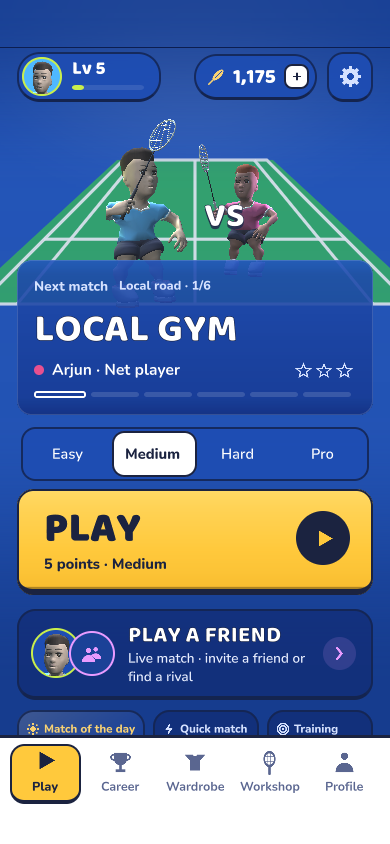 Lv 5
1,175
+
VS
Next match Local road · 1/6
LOCAL GYM
Arjun · Net player
Easy
Medium
Hard
Pro
PLAY
5 points · Medium
PLAY A FRIEND
Live match · invite a friend or
find a rival
Match of the day
Quick match
Training
Play
Career
Wardrobe
Workshop
Profile